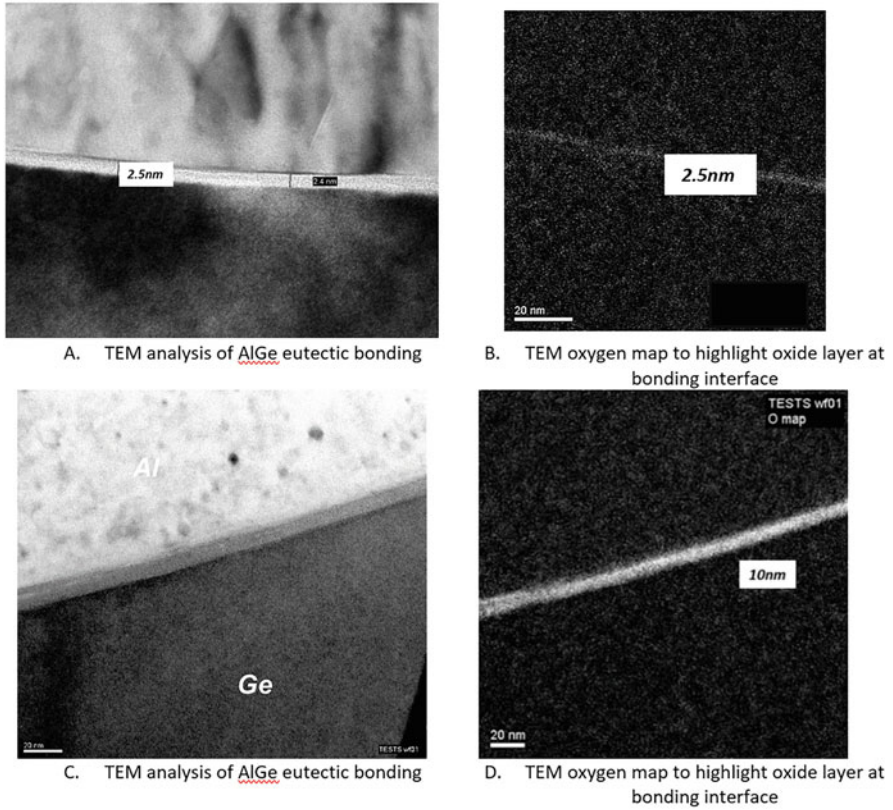 2.5nm
2.4 nm
2.5nm
20 nm
A. TEM analysis of AlGe eutectic bonding
B. TEM oxygen map to highlight oxide layer at
bonding interface
Al
Ge
20 nm
TESTS wf01
TESTS wf01
O map
10nm
20 nm
C. TEM analysis of AlGe eutectic bonding
D. TEM oxygen map to highlight oxide layer at
bonding interface